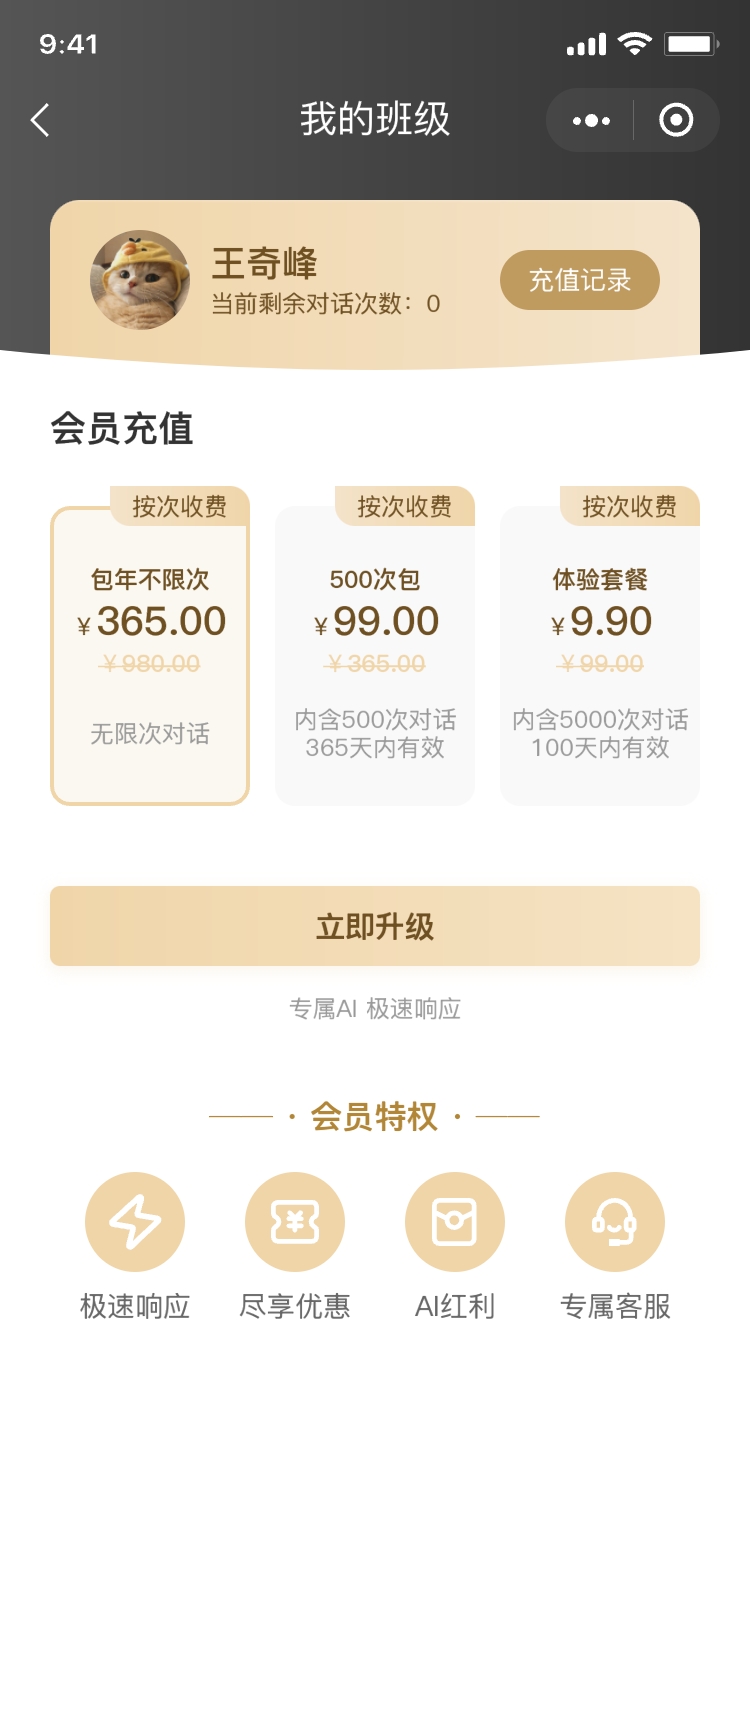 9:41
我的班级
王奇峰
当前剩余对话次数：0
充值记录
会员充值
按次收费
包年不限次
¥365.00
¥980.00
无限次对话
按次收费
500次包
¥99.00
¥365.00
内含500次对话
365天内有效
按次收费
体验套餐
¥9.90
¥99.00
内含5000次对话
100天内有效
立即升级
专属AI 极速响应
· 会员特权 ·
极速响应
尽享优惠
AI红利
专属客服